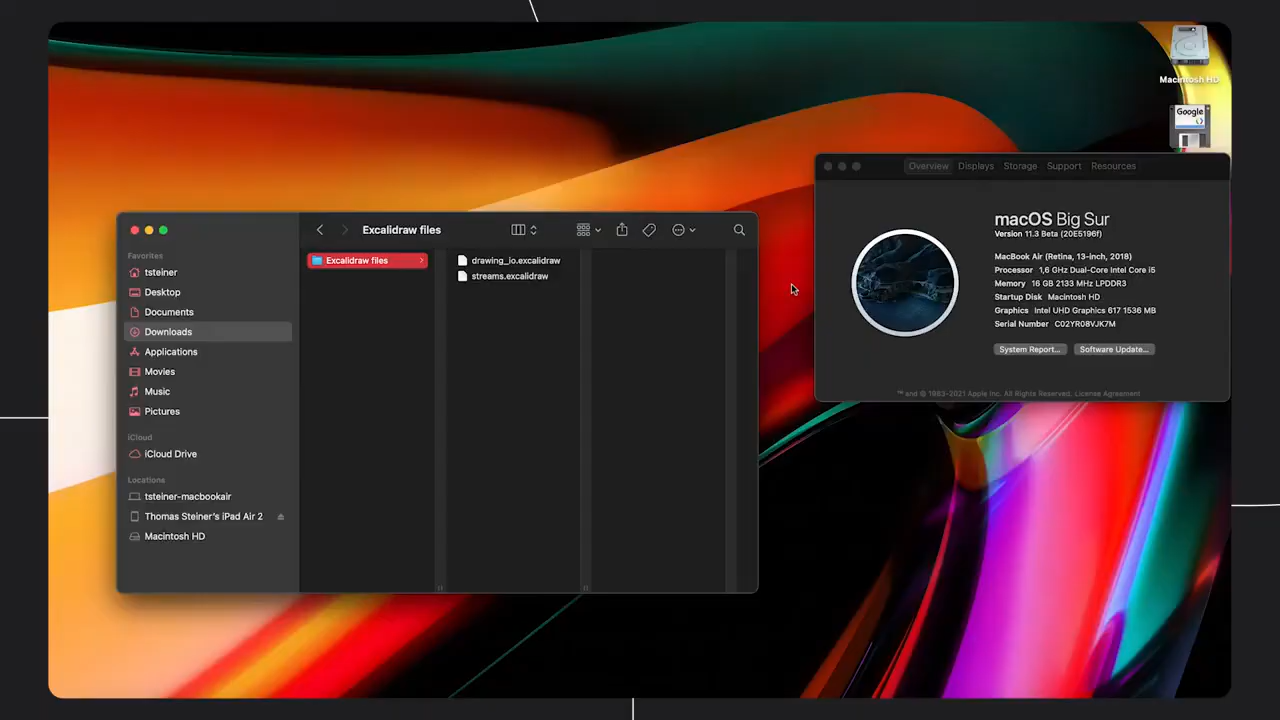 Macintosh HD
Google
Overview Displays Storage Support Resources
macOS Big Sur
Version 11.3 Beta (20E5196f)
MacBook Air (Retina, 13-inch, 2018)
Processor 1,6 GHz Dual-Core Intel Core i5
Memory 16 GB 2133 MHz LPDDR3
Startup Disk Macintosh HD
Graphics Intel UHD Graphics 617 1536 MB
Serial Number C02YR08VJK7M
System Report... Software Update...
™ and © 1983-2021 Apple Inc. All Rights Reserved. License Agreement
Excalidraw files
Favorites
tsteiner
Desktop
Documents
Downloads
Applications
Movies
Music
Pictures
iCloud
iCloud Drive
Locations
tsteiner-macbookair
Thomas Steiner's iPad Air 2
Macintosh HD
Excalidraw files
drawing_io.excalidraw
streams.excalidraw